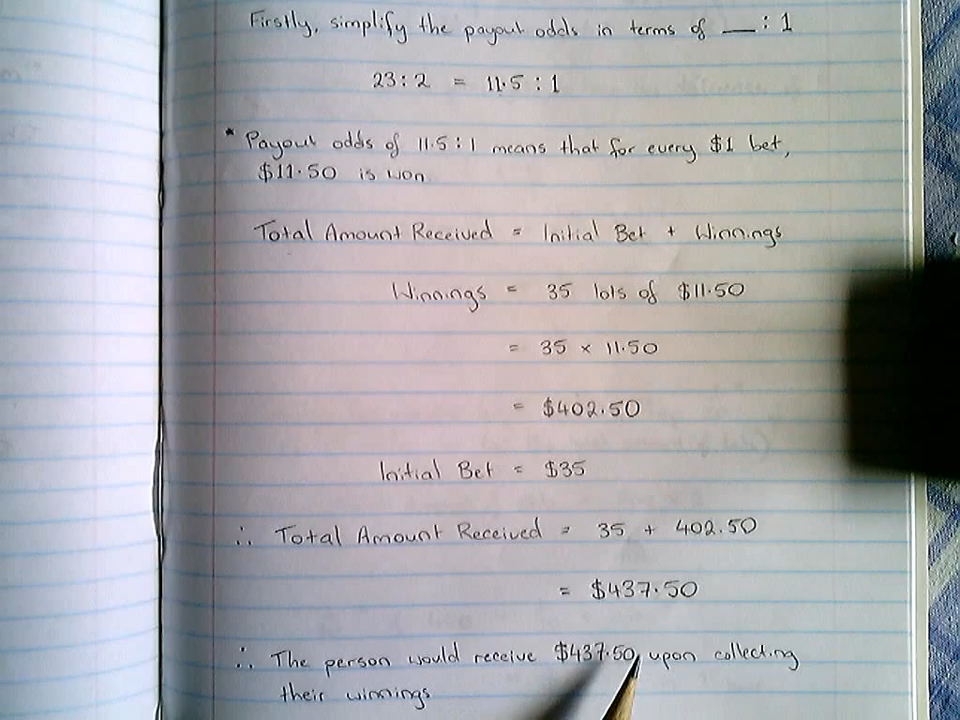 Firstly, simplify the payout odds in terms of __ : 1
23 : 2 = 11.5 : 1
* Payout odds of 11.5 : 1 means that for every $1 bet,
$11.50 is won.
Total Amount Received = Initial Bet + Winnings
Winnings = 35 lots of $11.50
= 35 × 11.50
= $402.50
Initial Bet = $35
∴ Total Amount Received = 35 + 402.50
= $437.50
∴ The person would receive $437.50 upon collecting
their winnings